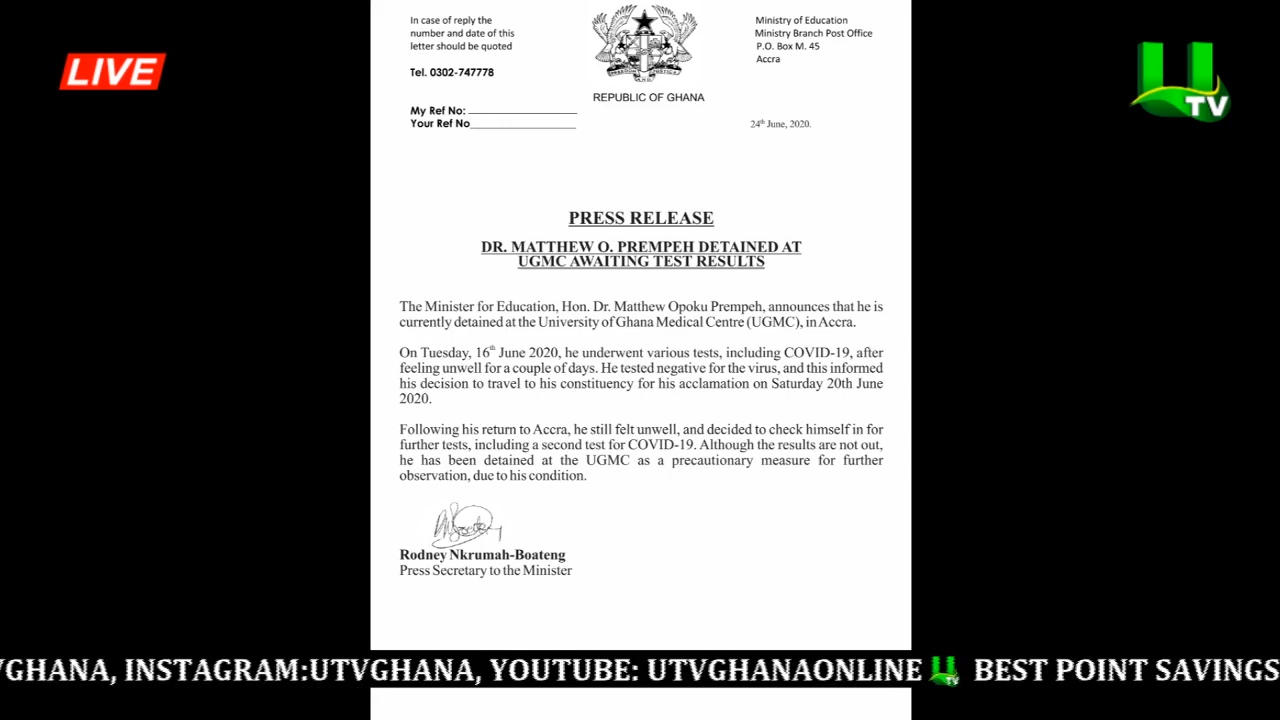 In case of reply the
number and date of this
letter should be quoted
Tel. 0302-747778
My Ref No:
Your Ref No
FREEDOM AND JUSTICE
REPUBLIC OF GHANA
Ministry of Education
Ministry Branch Post Office
P.O. Box M. 45
Accra
24th June, 2020.
LIVE
U
TV
PRESS RELEASE
DR. MATTHEW O. PREMPEH DETAINED AT
UGMC AWAITING TEST RESULTS
The Minister for Education, Hon. Dr. Matthew Opoku Prempeh, announces that he is
currently detained at the University of Ghana Medical Centre (UGMC), in Accra.
On Tuesday, 16th June 2020, he underwent various tests, including COVID-19, after
feeling unwell for a couple of days. He tested negative for the virus, and this informed
his decision to travel to his constituency for his acclamation on Saturday 20th June
2020.
Following his return to Accra, he still felt unwell, and decided to check himself in for
further tests, including a second test for COVID-19. Although the results are not out,
he has been detained at the UGMC as a precautionary measure for further
observation, due to his condition.
Rodney Nkrumah-Boateng
Press Secretary to the Minister
VGHANA, INSTAGRAM:UTVGHANA, YOUTUBE: UTVGHANAONLINE U TV BEST POINT SAVINGS